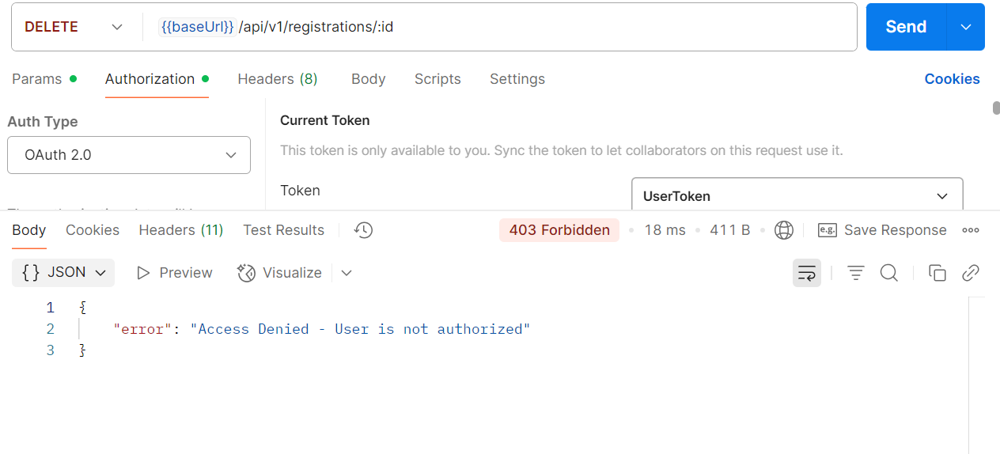 DELETE {{baseUrl}} /api/v1/registrations/:id Send
Params Authorization Headers (8) Body Scripts Settings Cookies
Auth Type
OAuth 2.0
Current Token
This token is only available to you. Sync the token to let collaborators on this request use it.
Token UserToken
Body Cookies Headers (11) Test Results 403 Forbidden 18 ms 411 B e.g. Save Response
{} JSON Preview Visualize
1 {
2 "error": "Access Denied - User is not authorized"
3 }